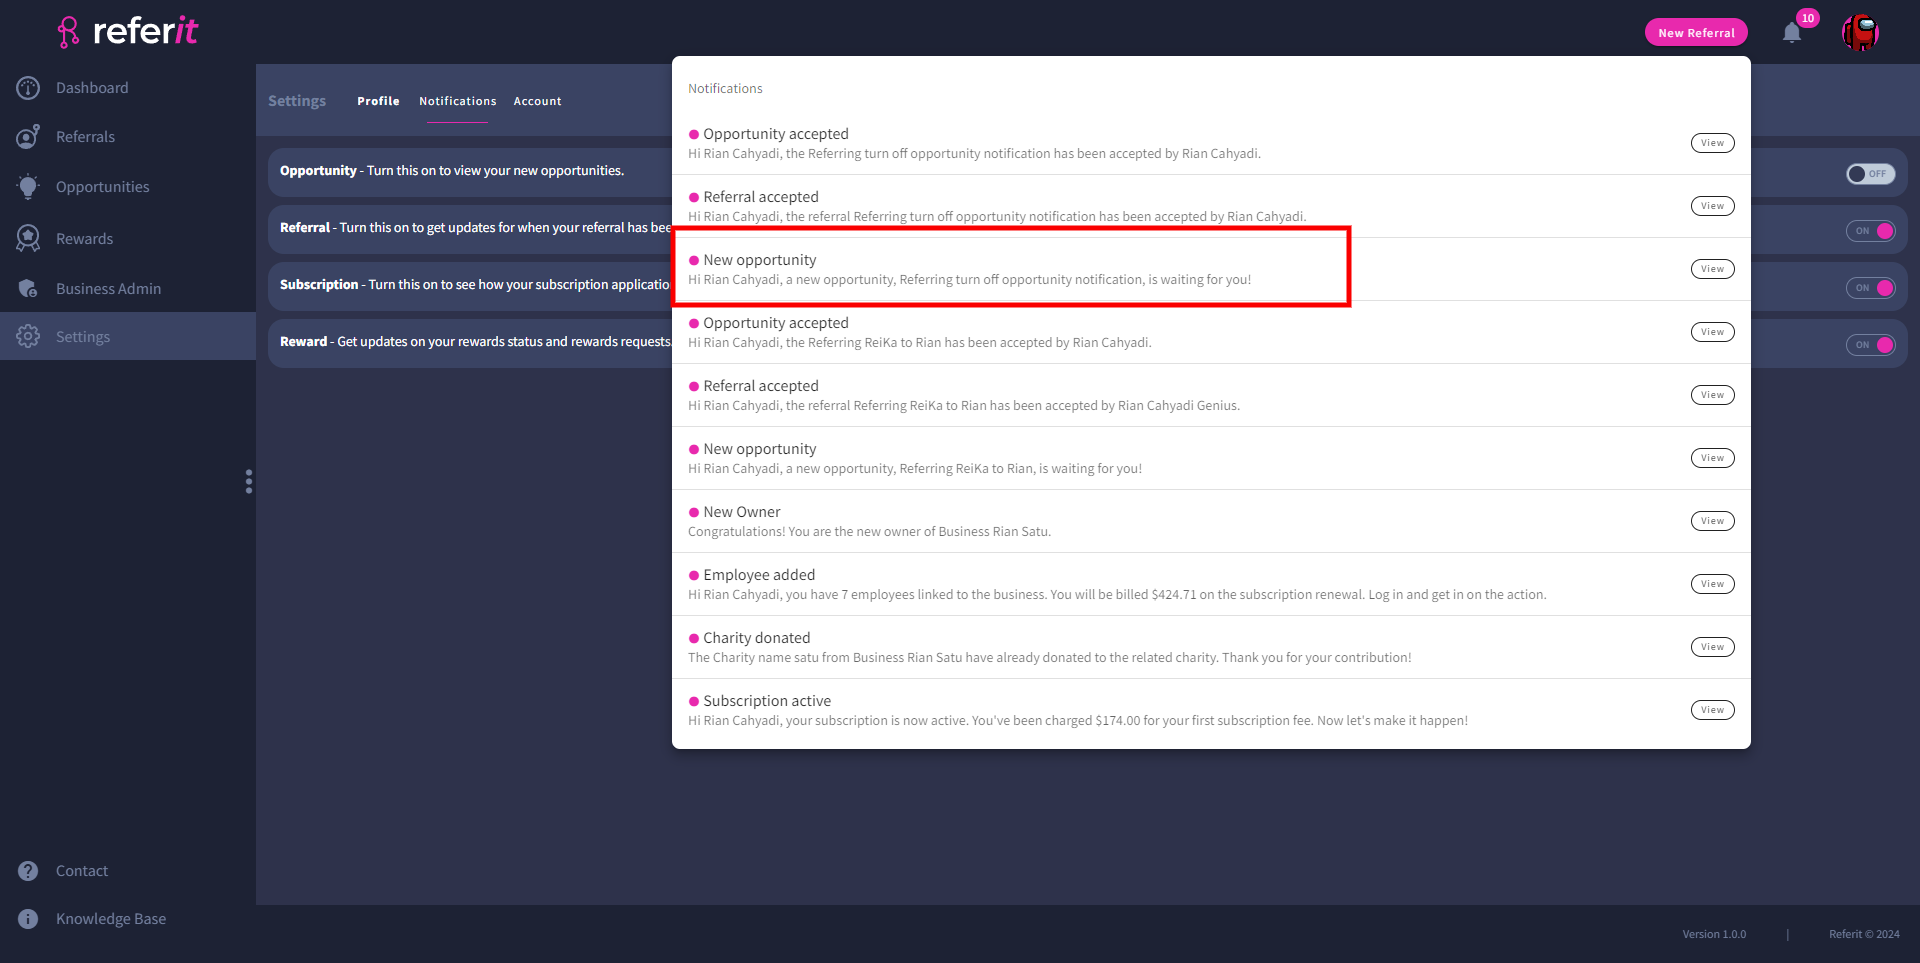 referit
New Referral
10
Dashboard
Referrals
Opportunities
Rewards
Business Admin
Settings
Contact
Knowledge Base
Settings Profile Notifications Account
Opportunity - Turn this on to view your new opportunities.
OFF
Referral - Turn this on to get updates for when your referral has bee
ON
Subscription - Turn this on to see how your subscription applicatio
ON
Reward - Get updates on your rewards status and rewards requests.
ON
Notifications
Opportunity accepted
Hi Rian Cahyadi, the Referring turn off opportunity notification has been accepted by Rian Cahyadi.
View
Referral accepted
Hi Rian Cahyadi, the referral Referring turn off opportunity notification has been accepted by Rian Cahyadi.
View
New opportunity
Hi Rian Cahyadi, a new opportunity, Referring turn off opportunity notification, is waiting for you!
View
Opportunity accepted
Hi Rian Cahyadi, the Referring ReiKa to Rian has been accepted by Rian Cahyadi.
View
Referral accepted
Hi Rian Cahyadi, the referral Referring ReiKa to Rian has been accepted by Rian Cahyadi Genius.
View
New opportunity
Hi Rian Cahyadi, a new opportunity, Referring ReiKa to Rian, is waiting for you!
View
New Owner
Congratulations! You are the new owner of Business Rian Satu.
View
Employee added
Hi Rian Cahyadi, you have 7 employees linked to the business. You will be billed $424.71 on the subscription renewal. Log in and get in on the action.
View
Charity donated
The Charity name satu from Business Rian Satu have already donated to the related charity. Thank you for your contribution!
View
Subscription active
Hi Rian Cahyadi, your subscription is now active. You've been charged $174.00 for your first subscription fee. Now let's make it happen!
View
Version 1.0.0 | Referit © 2024